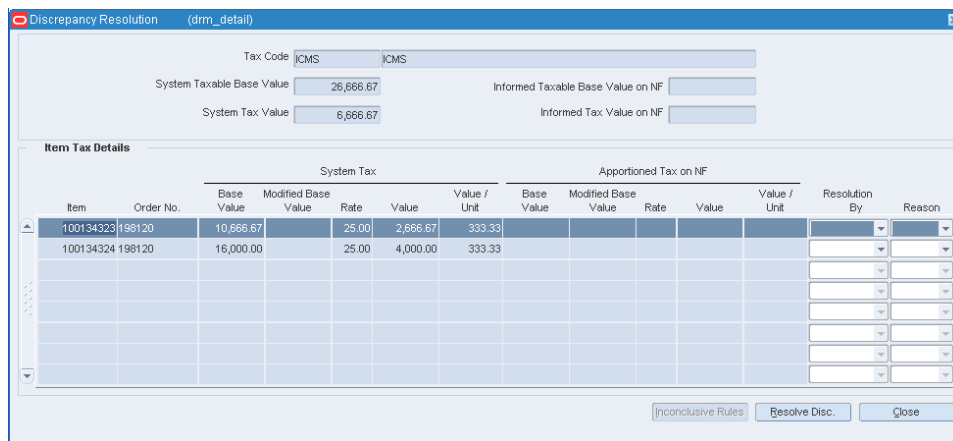 Discrepancy Resolution (drm_detail)
Tax Code ICMS ICMS
System Taxable Base Value 26,666.67 Informed Taxable Base Value on NF
System Tax Value 6,666.67 Informed Tax Value on NF
Item Tax Details
System Tax Apportioned Tax on NF
Base Modified Base Value / Base Modified Base Value / Resolution
Item Order No. Value Value Rate Value Unit Value Value Rate Value Unit By Reason
100134323 198120 10,666.67 25.00 2,666.67 333.33
100134324 198120 16,000.00 25.00 4,000.00 333.33
Inconclusive Rules Resolve Disc. Close